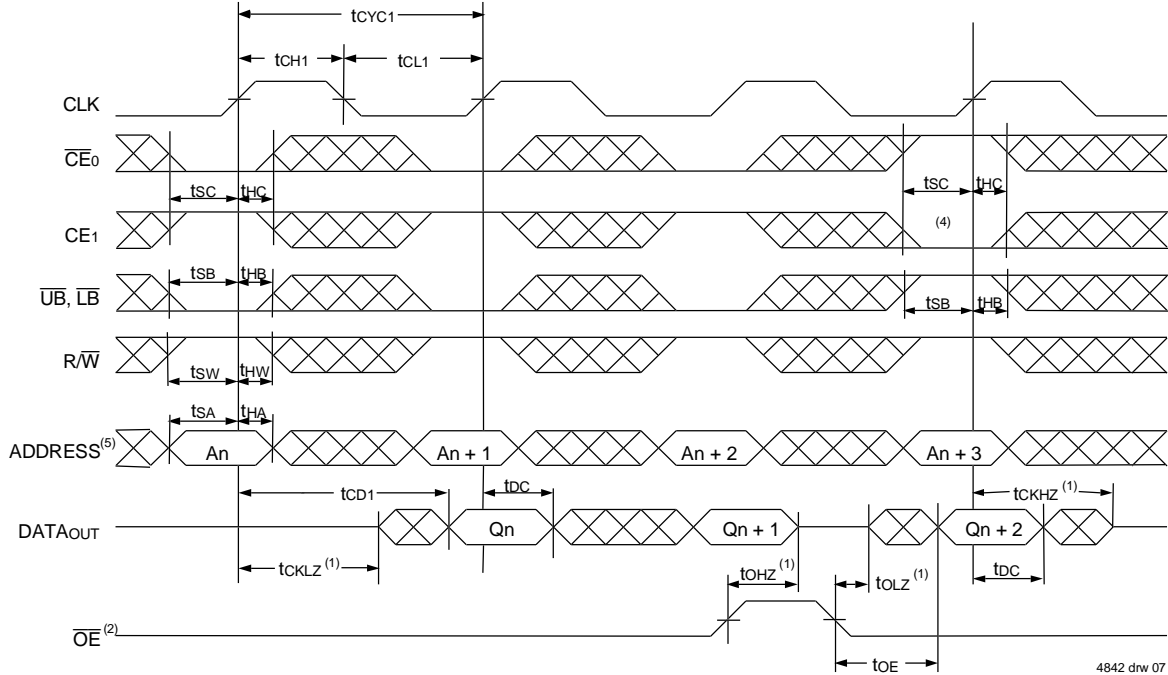 tCYC1
tCH1 tCL1
CLK
CE0
tSC tHC tSC tHC
CE1 (4)
tSB tHB
UB, LB
tSB tHB
R/W
tSW tHW
tSA tHA
ADDRESS(5) An An + 1 An + 2 An + 3
tCD1 tDC tCKHZ (1)
DATAOUT Qn Qn + 1 Qn + 2
tCKLZ (1) tOHZ (1) tOLZ (1) tDC
OE (2)
tOE
4842 drw 07